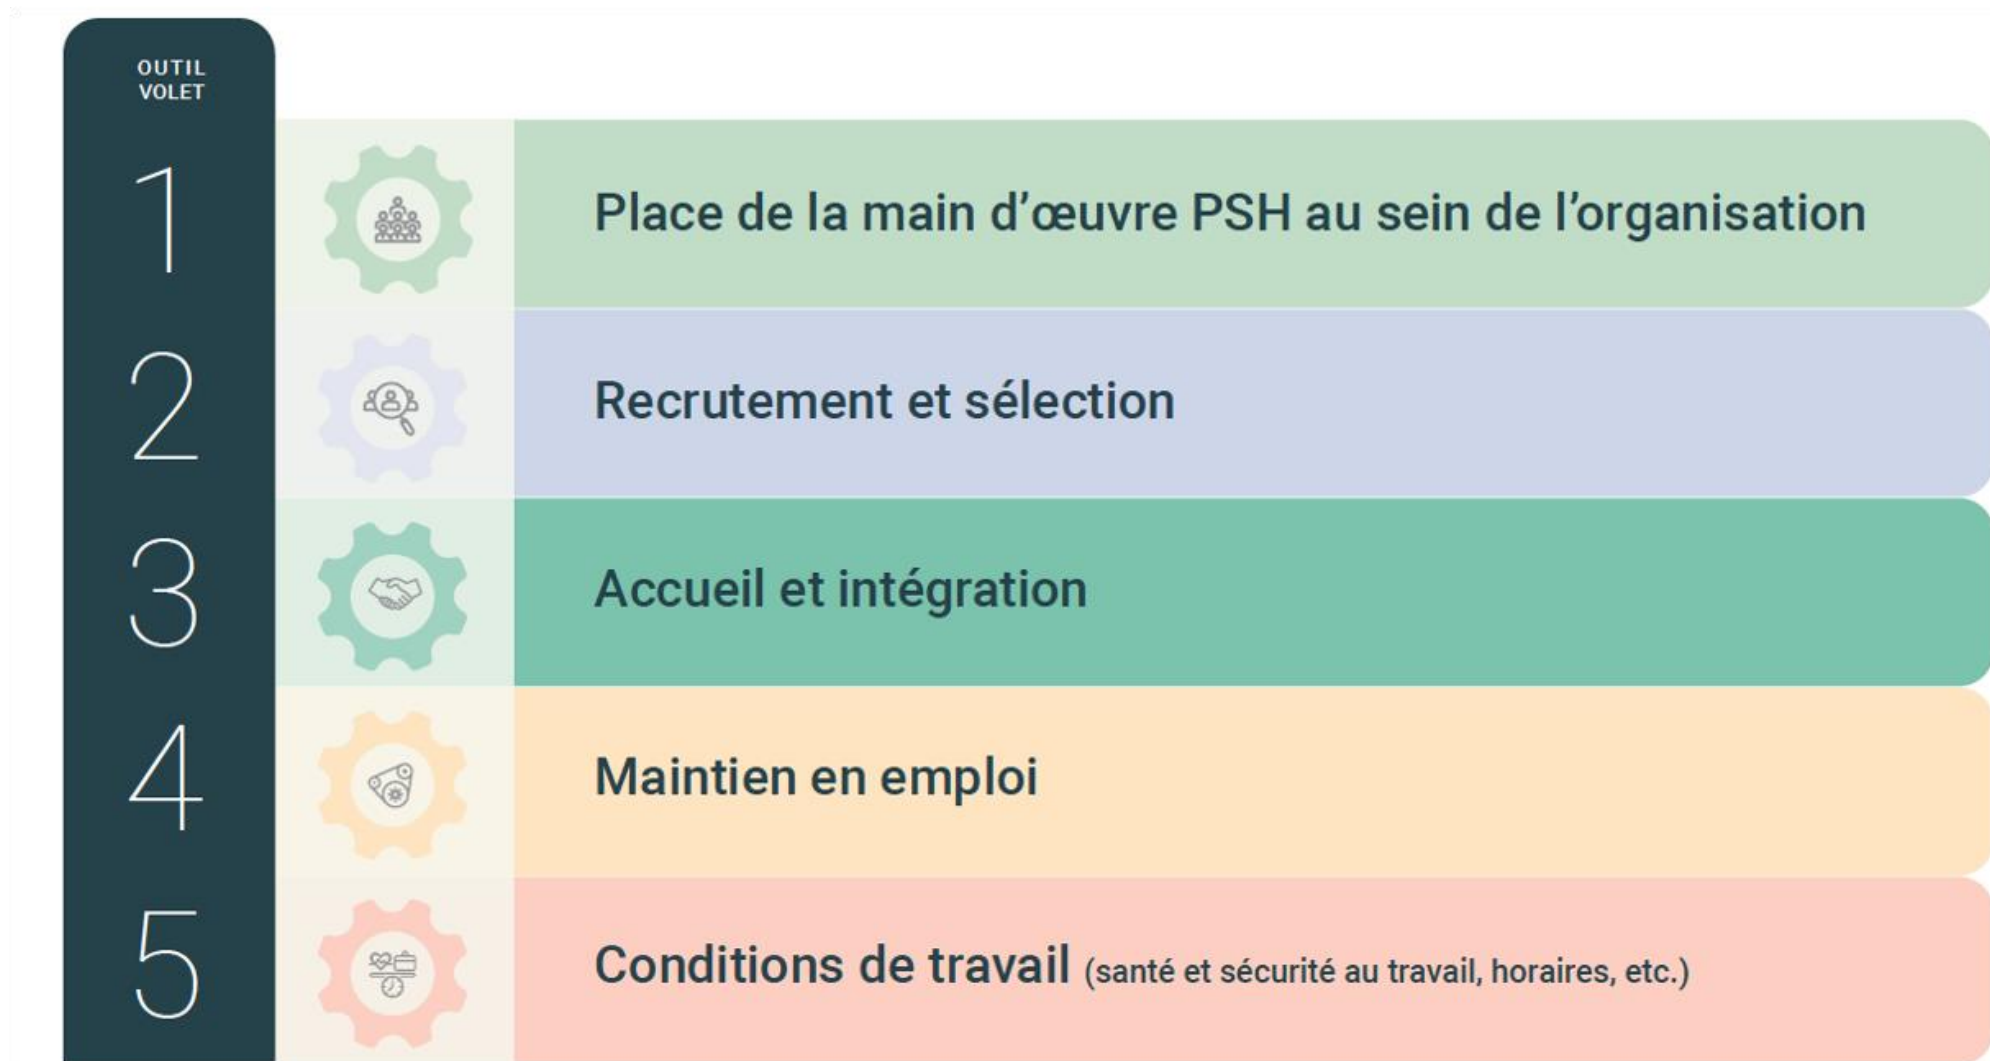 OUTIL
VOLET
1
Place de la main d’œuvre PSH au sein de l’organisation
2
Recrutement et sélection
3
Accueil et intégration
4
Maintien en emploi
5
Conditions de travail (santé et sécurité au travail, horaires, etc.)